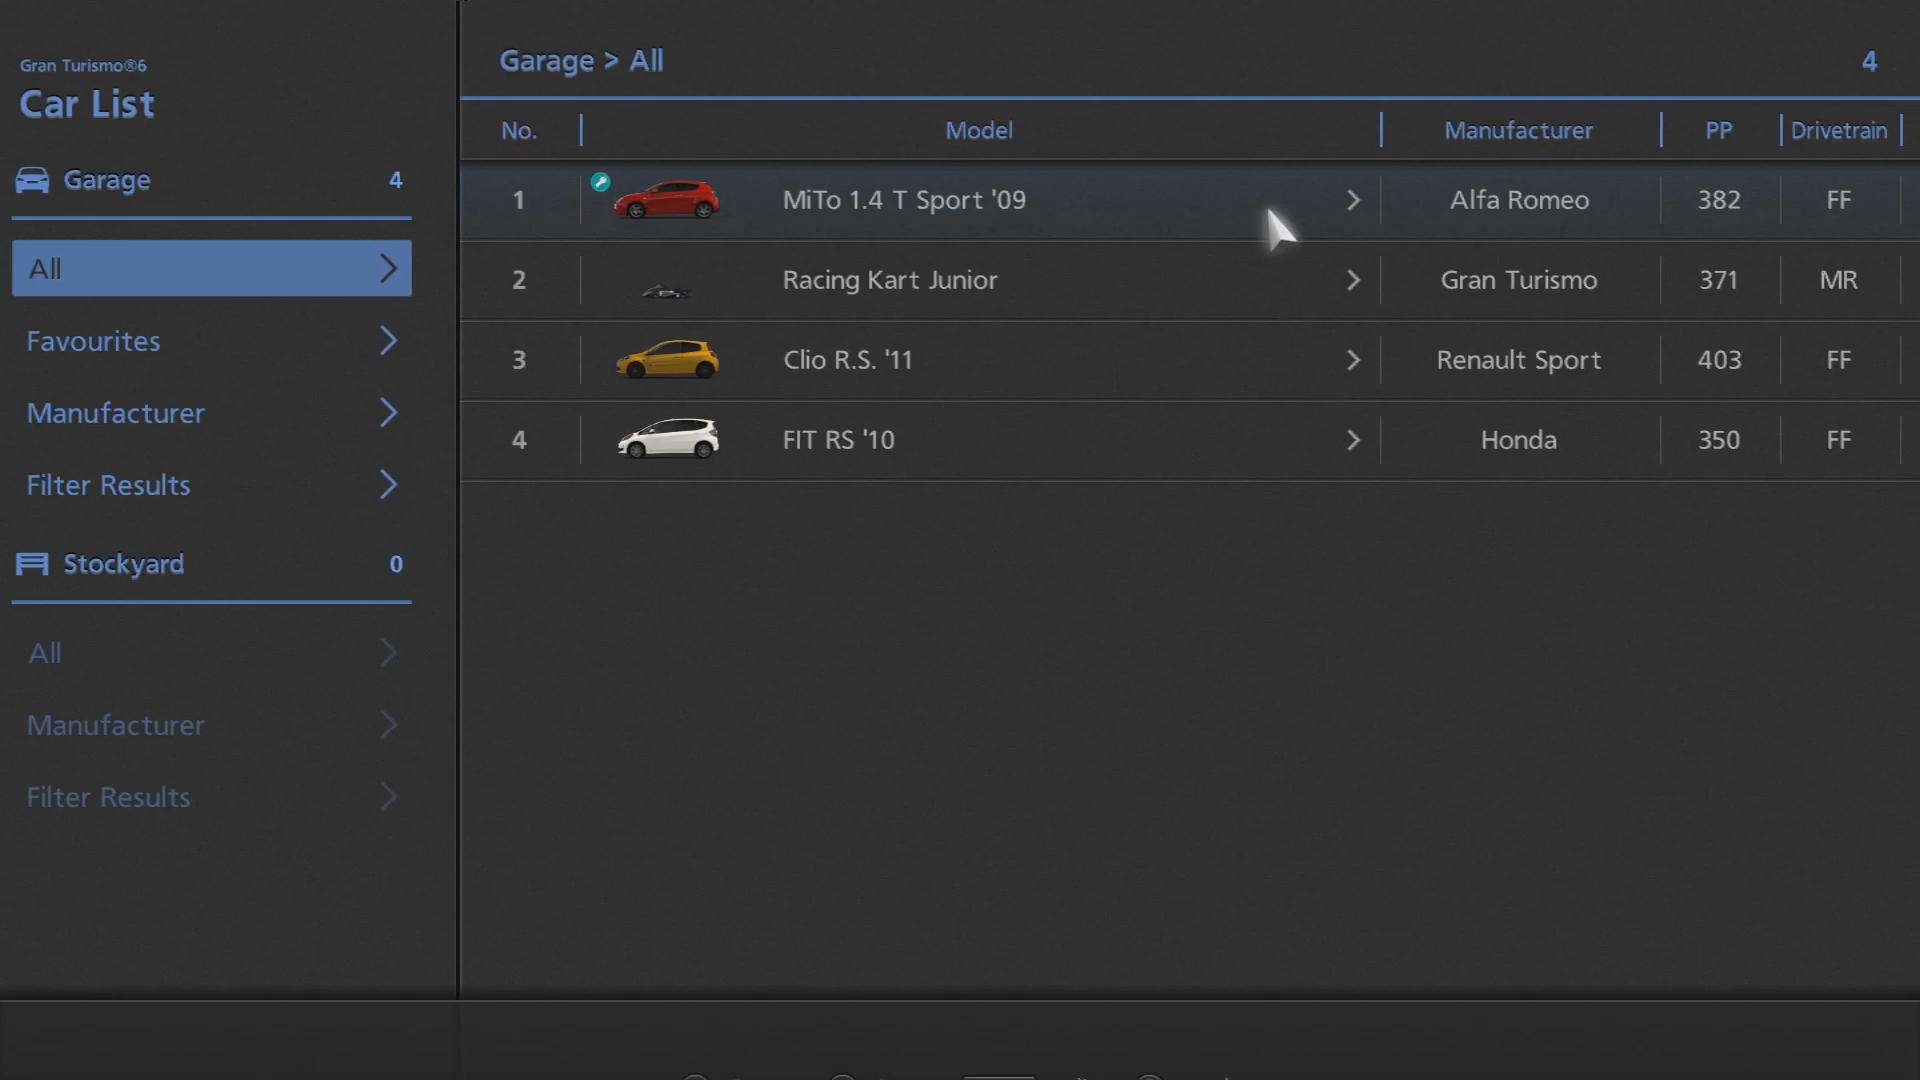 Gran Turismo®6
Car List
Garage 4
All
Favourites
Manufacturer
Filter Results
Stockyard 0
All
Manufacturer
Filter Results
Garage > All 4
No. Model Manufacturer PP Drivetrain
1 MiTo 1.4 T Sport '09 Alfa Romeo 382 FF
2 Racing Kart Junior Gran Turismo 371 MR
3 Clio R.S. '11 Renault Sport 403 FF
4 FIT RS '10 Honda 350 FF